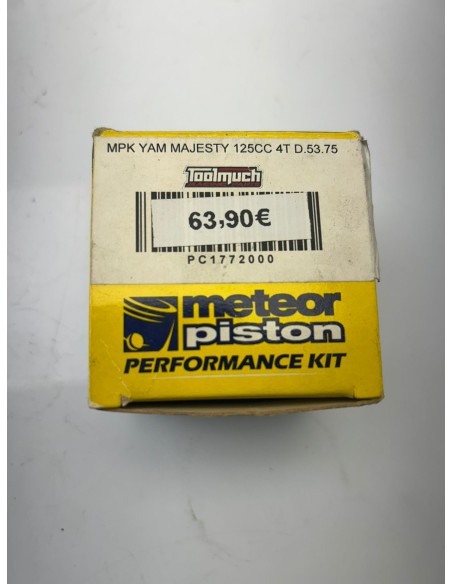 MPK YAM MAJESTY 125CC 4T D.53.75
Toolmuch
63,90€
PC1772000
meteor
piston
PERFORMANCE KIT